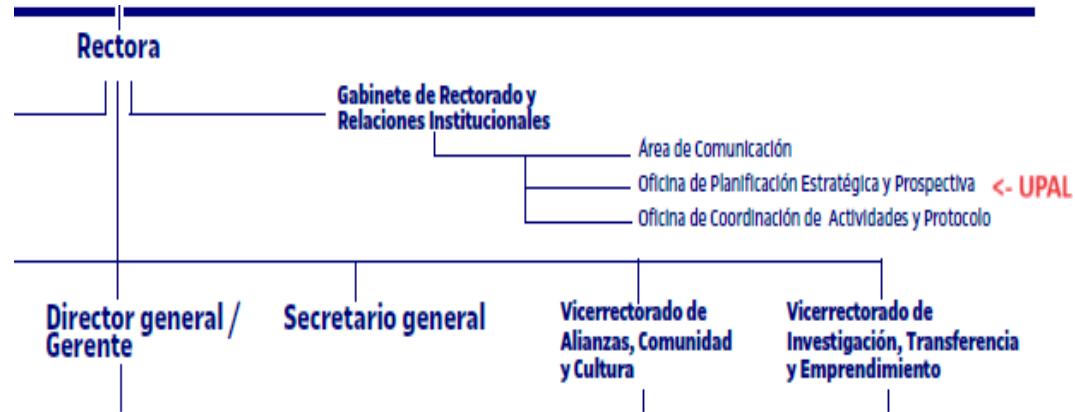 Rectora
Gabinete de Rectorado y
Relaciones Institucionales
Área de Comunicación
Oficina de Planificación Estratégica y Prospectiva <- UPAL
Oficina de Coordinación de Actividades y Protocolo
Director general /
Gerente
Secretario general
Vicerrectorado de
Alianzas, Comunidad
y Cultura
Vicerrectorado de
Investigación, Transferencia
y Emprendimiento